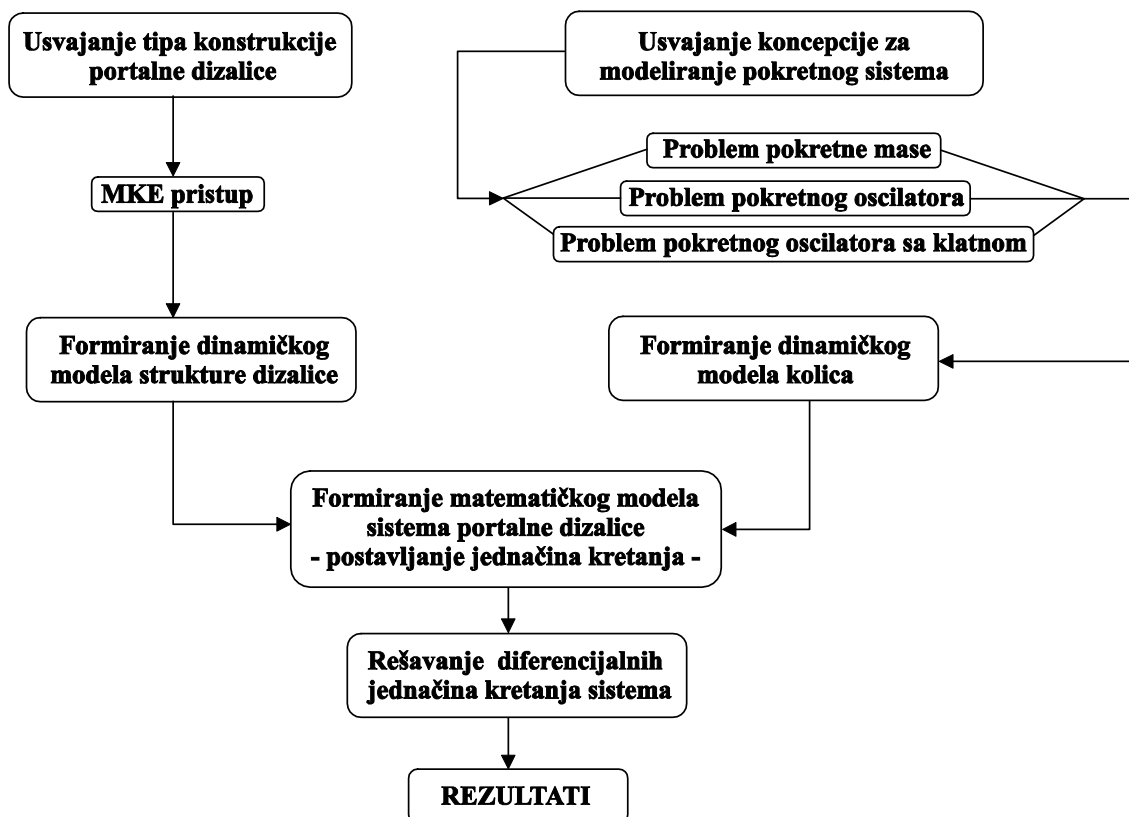 Usvajanje tipa konstrukcije
portalne dizalice
MKE pristup
Formiranje dinamičkog
modela strukture dizalice
Usvajanje koncepcije za
modeliranje pokretnog sistema
Problem pokretne mase
Problem pokretnog oscilatora
Problem pokretnog oscilatora sa klatnom
Formiranje dinamičkog
modela kolica
Formiranje matematičkog modela
sistema portalne dizalice
- postavljanje jednačina kretanja -
Rešavanje diferencijalnih
jednačina kretanja sistema
REZULTATI